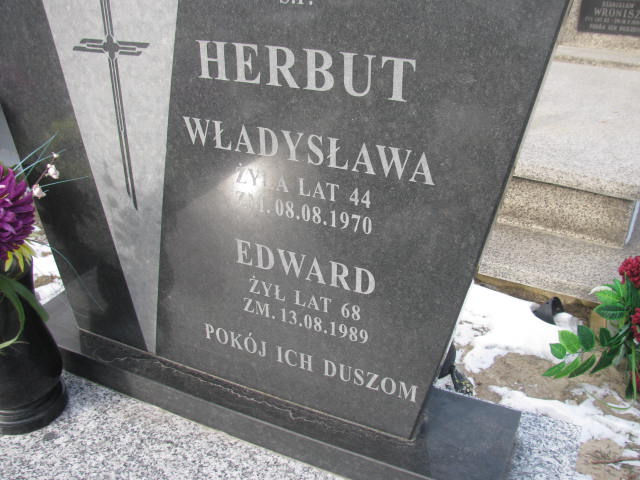 Ś.P.
HERBUT
WŁADYSŁAWA
ŻYŁA LAT 44
ZM. 08.08.1970
EDWARD
ŻYŁ LAT 68
ZM. 13.08.1989
POKÓJ ICH DUSZOM